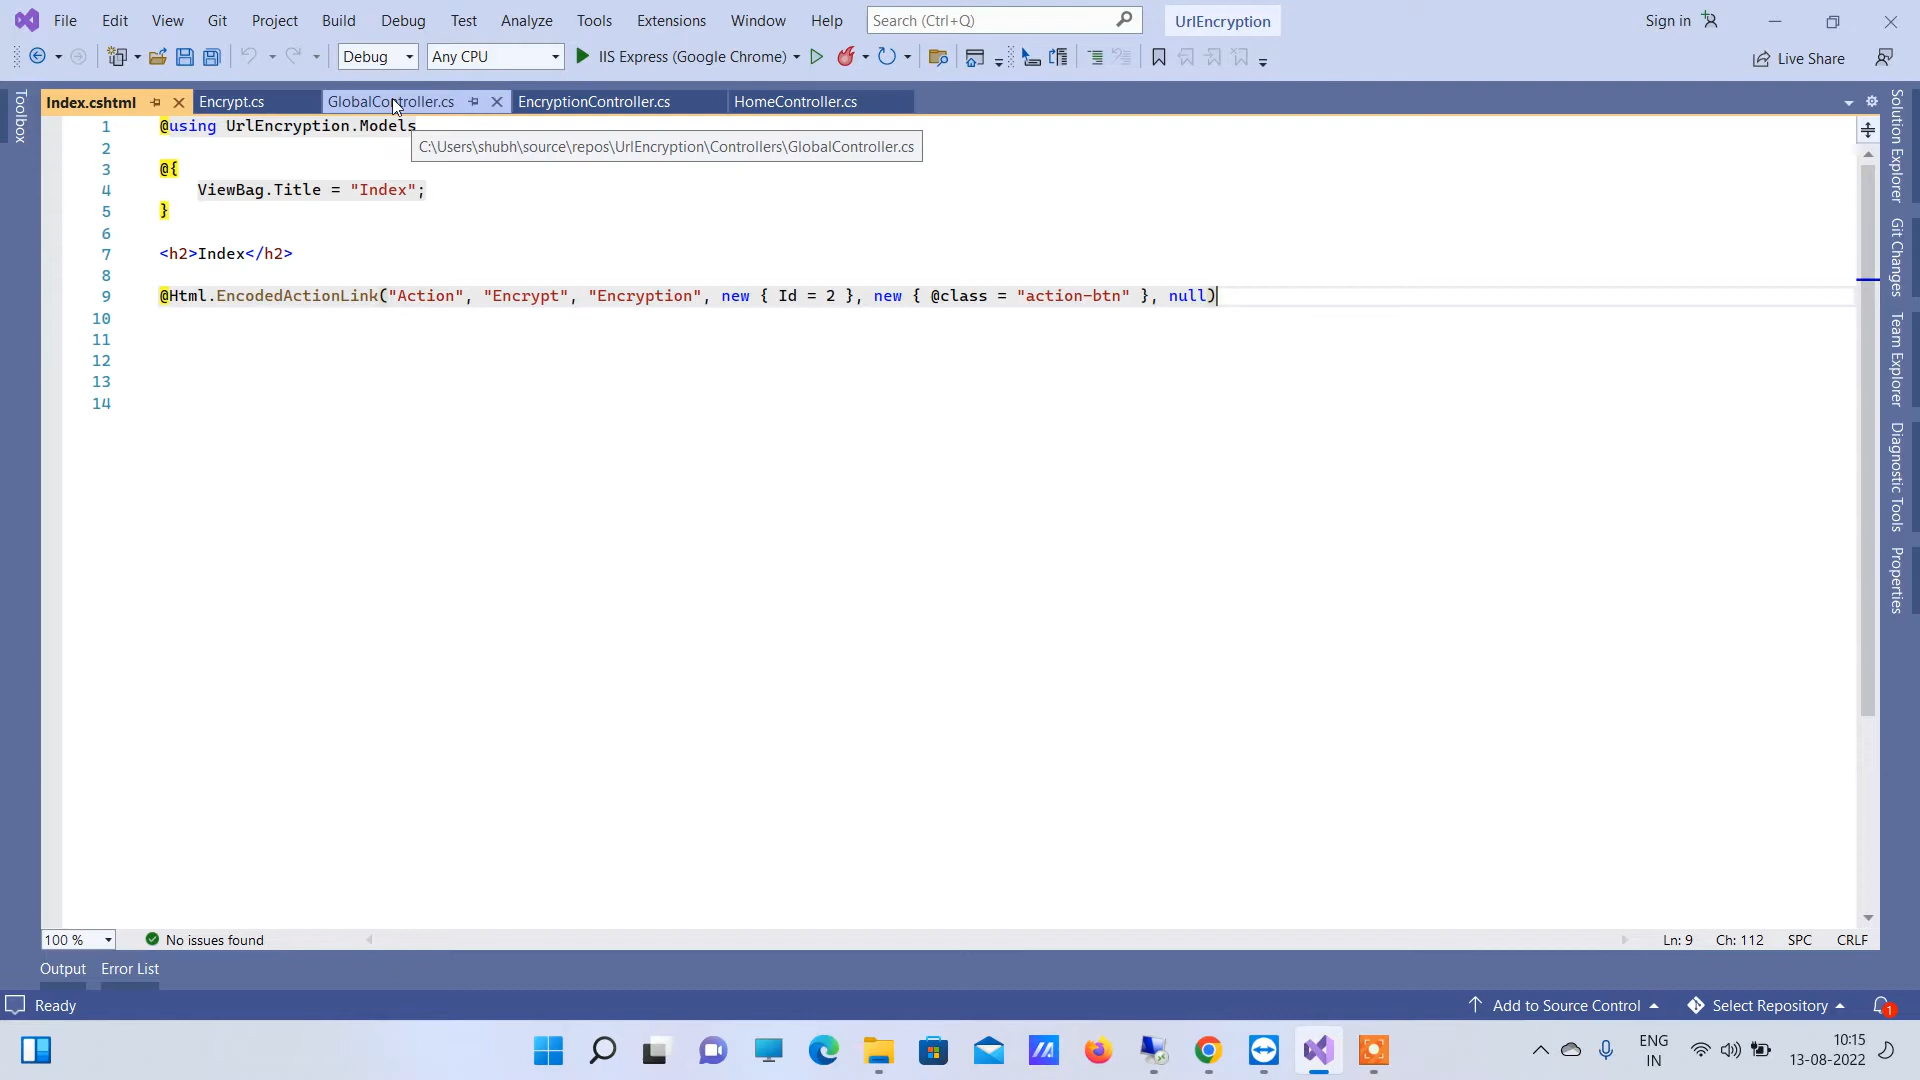 File Edit View Git Project Build Debug Test Analyze Tools Extensions Window Help Search (Ctrl+Q) UrlEncryption Sign in
Debug Any CPU IIS Express (Google Chrome) Live Share
Index.cshtml Encrypt.cs GlobalController.cs EncryptionController.cs HomeController.cs
Toolbox
Solution Explorer
Git Changes
Team Explorer
Diagnostic Tools
Properties
1 @using UrlEncryption.Models
C:\Users\shubh\source\repos\UrlEncryption\Controllers\GlobalController.cs
2
3 @{
4 ViewBag.Title = "Index";
5 }
6
7 <h2>Index</h2>
8
9 @Html.EncodedActionLink("Action", "Encrypt", "Encryption", new { Id = 2 }, new { @class = "action-btn" }, null)
10
11
12
13
14
100 % No issues found Ln: 9 Ch: 112 SPC CRLF
Output Error List
Ready Add to Source Control Select Repository 1
ENG
IN
10:15
13-08-2022